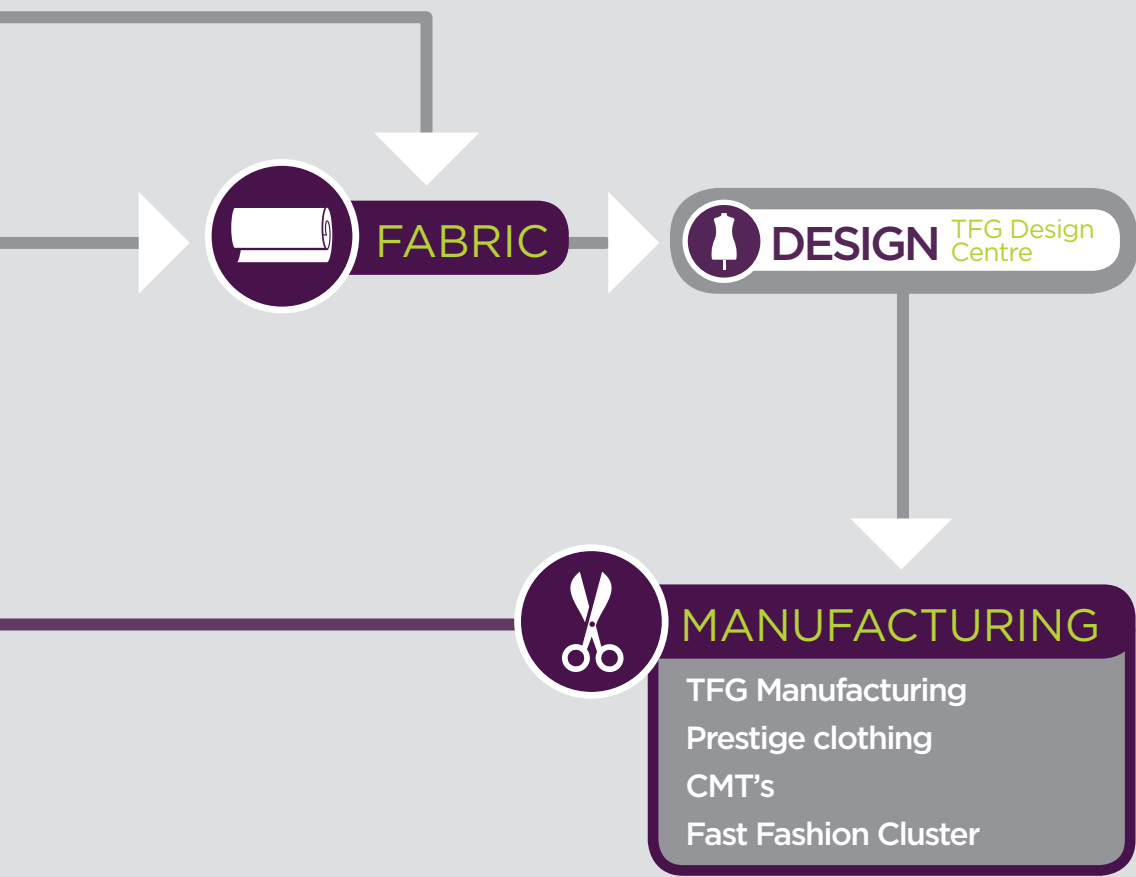 FABRIC
DESIGN
TFG Design
Centre
MANUFACTURING
TFG Manufacturing
Prestige clothing
CMT’s
Fast Fashion Cluster